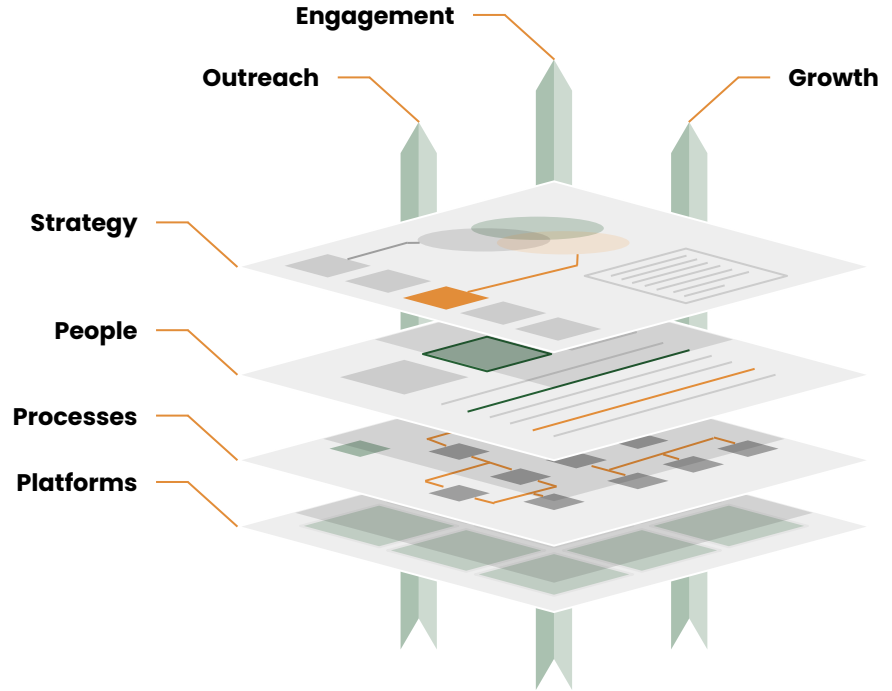 Engagement
Outreach
Growth
Strategy
People
Processes
Platforms